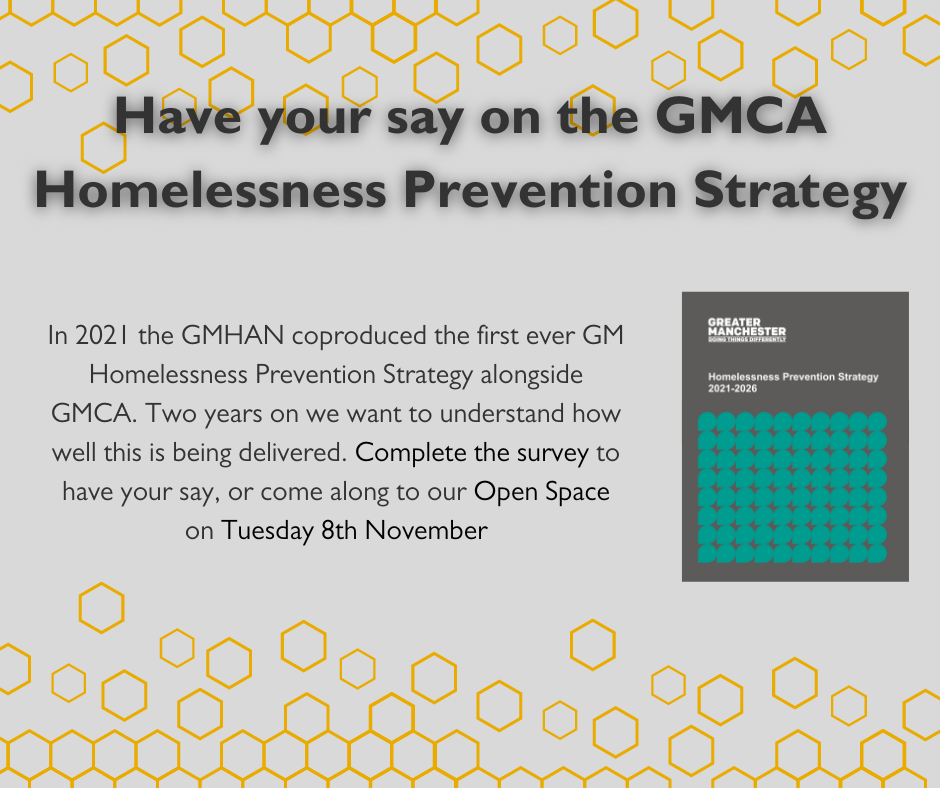 Have your say on the GMCA
Homelessness Prevention Strategy
In 2021 the GMHAN coproduced the first ever GM
Homelessness Prevention Strategy alongside
GMCA. Two years on we want to understand how
well this is being delivered. Complete the survey to
have your say, or come along to our Open Space
on Tuesday 8th November
GREATER
MANCHESTER
DOING THINGS DIFFERENTLY
Homelessness Prevention Strategy
2021-2026